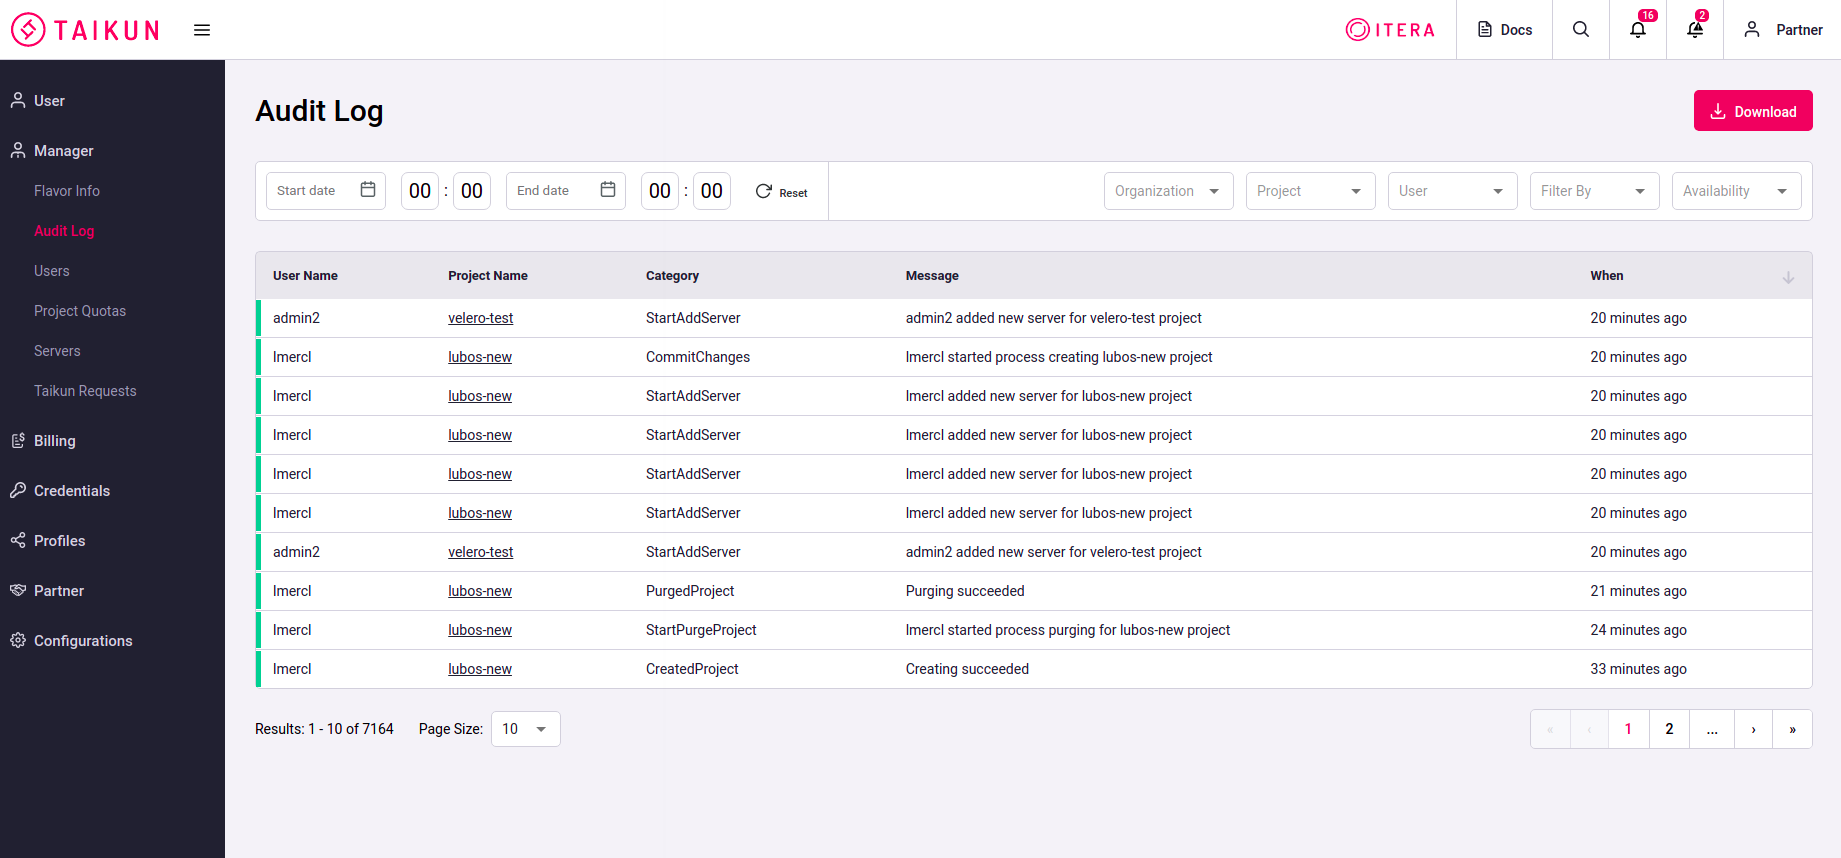 TAIKUN
ITERA
Docs
16
2
Partner
User
Manager
Flavor Info
Audit Log
Users
Project Quotas
Servers
Taikun Requests
Billing
Credentials
Profiles
Partner
Configurations
Audit Log
Download
Start date 00 : 00 End date 00 : 00 Reset
Organization Project User Filter By Availability
User Name Project Name Category Message When
admin2 velero-test StartAddServer admin2 added new server for velero-test project 20 minutes ago
lmercl lubos-new CommitChanges lmercl started process creating lubos-new project 20 minutes ago
lmercl lubos-new StartAddServer lmercl added new server for lubos-new project 20 minutes ago
lmercl lubos-new StartAddServer lmercl added new server for lubos-new project 20 minutes ago
lmercl lubos-new StartAddServer lmercl added new server for lubos-new project 20 minutes ago
lmercl lubos-new StartAddServer lmercl added new server for lubos-new project 20 minutes ago
admin2 velero-test StartAddServer admin2 added new server for velero-test project 20 minutes ago
lmercl lubos-new PurgedProject Purging succeeded 21 minutes ago
lmercl lubos-new StartPurgeProject lmercl started process purging for lubos-new project 24 minutes ago
lmercl lubos-new CreatedProject Creating succeeded 33 minutes ago
Results: 1 - 10 of 7164 Page Size: 10
« ‹ 1 2 ... › »